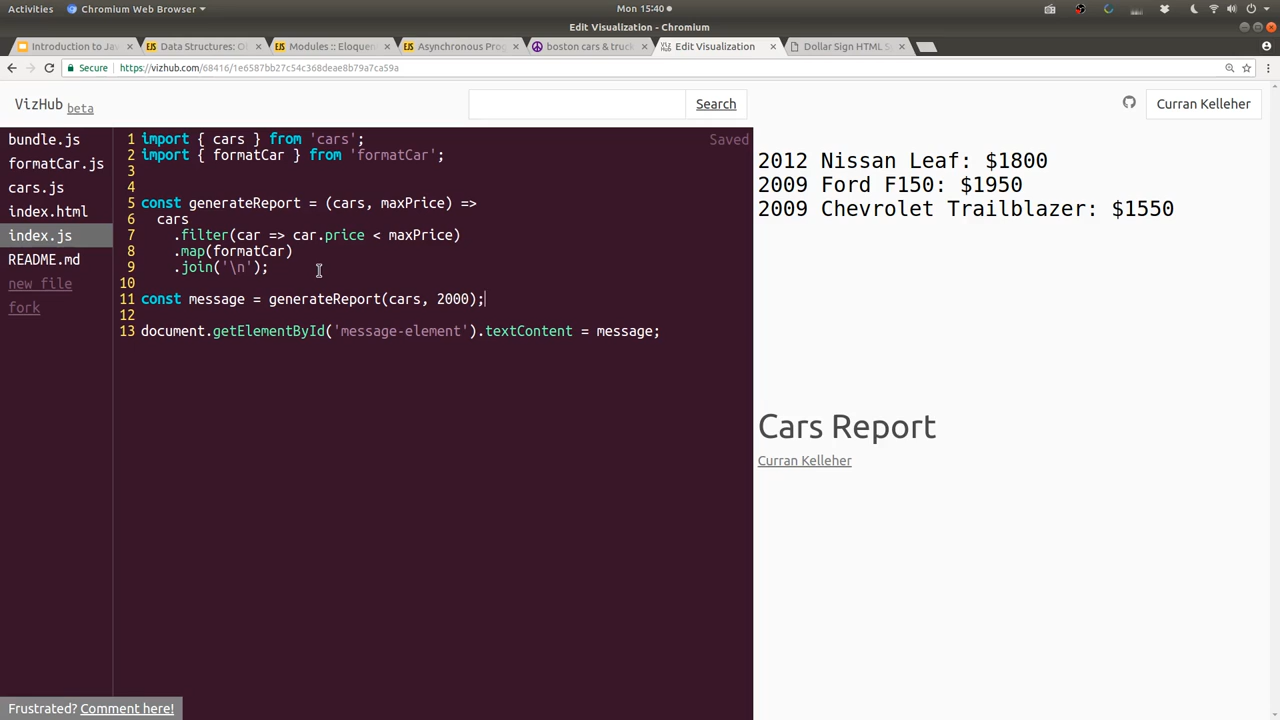 Activities Chromium Web Browser Mon 15:40
Edit Visualization - Chromium
Introduction to Jav × Data Structures: O × Modules :: Eloquen × Asynchronous Prog × boston cars & truck × Edit Visualization × Dollar Sign HTML S ×
Secure https://vizhub.com/68416/1e6587bb27c54c368deae8b79a7ca59a
VizHub beta Search Curran Kelleher
bundle.js
formatCar.js
cars.js
index.html
index.js
README.md
new file
fork
Saved
1 import { cars } from 'cars';
2 import { formatCar } from 'formatCar';
3
4
5 const generateReport = (cars, maxPrice) =>
6 cars
7 .filter(car => car.price < maxPrice)
8 .map(formatCar)
9 .join('\n');
10
11 const message = generateReport(cars, 2000);
12
13 document.getElementById('message-element').textContent = message;
2012 Nissan Leaf: $1800
2009 Ford F150: $1950
2009 Chevrolet Trailblazer: $1550
Cars Report
Curran Kelleher
Frustrated? Comment here!